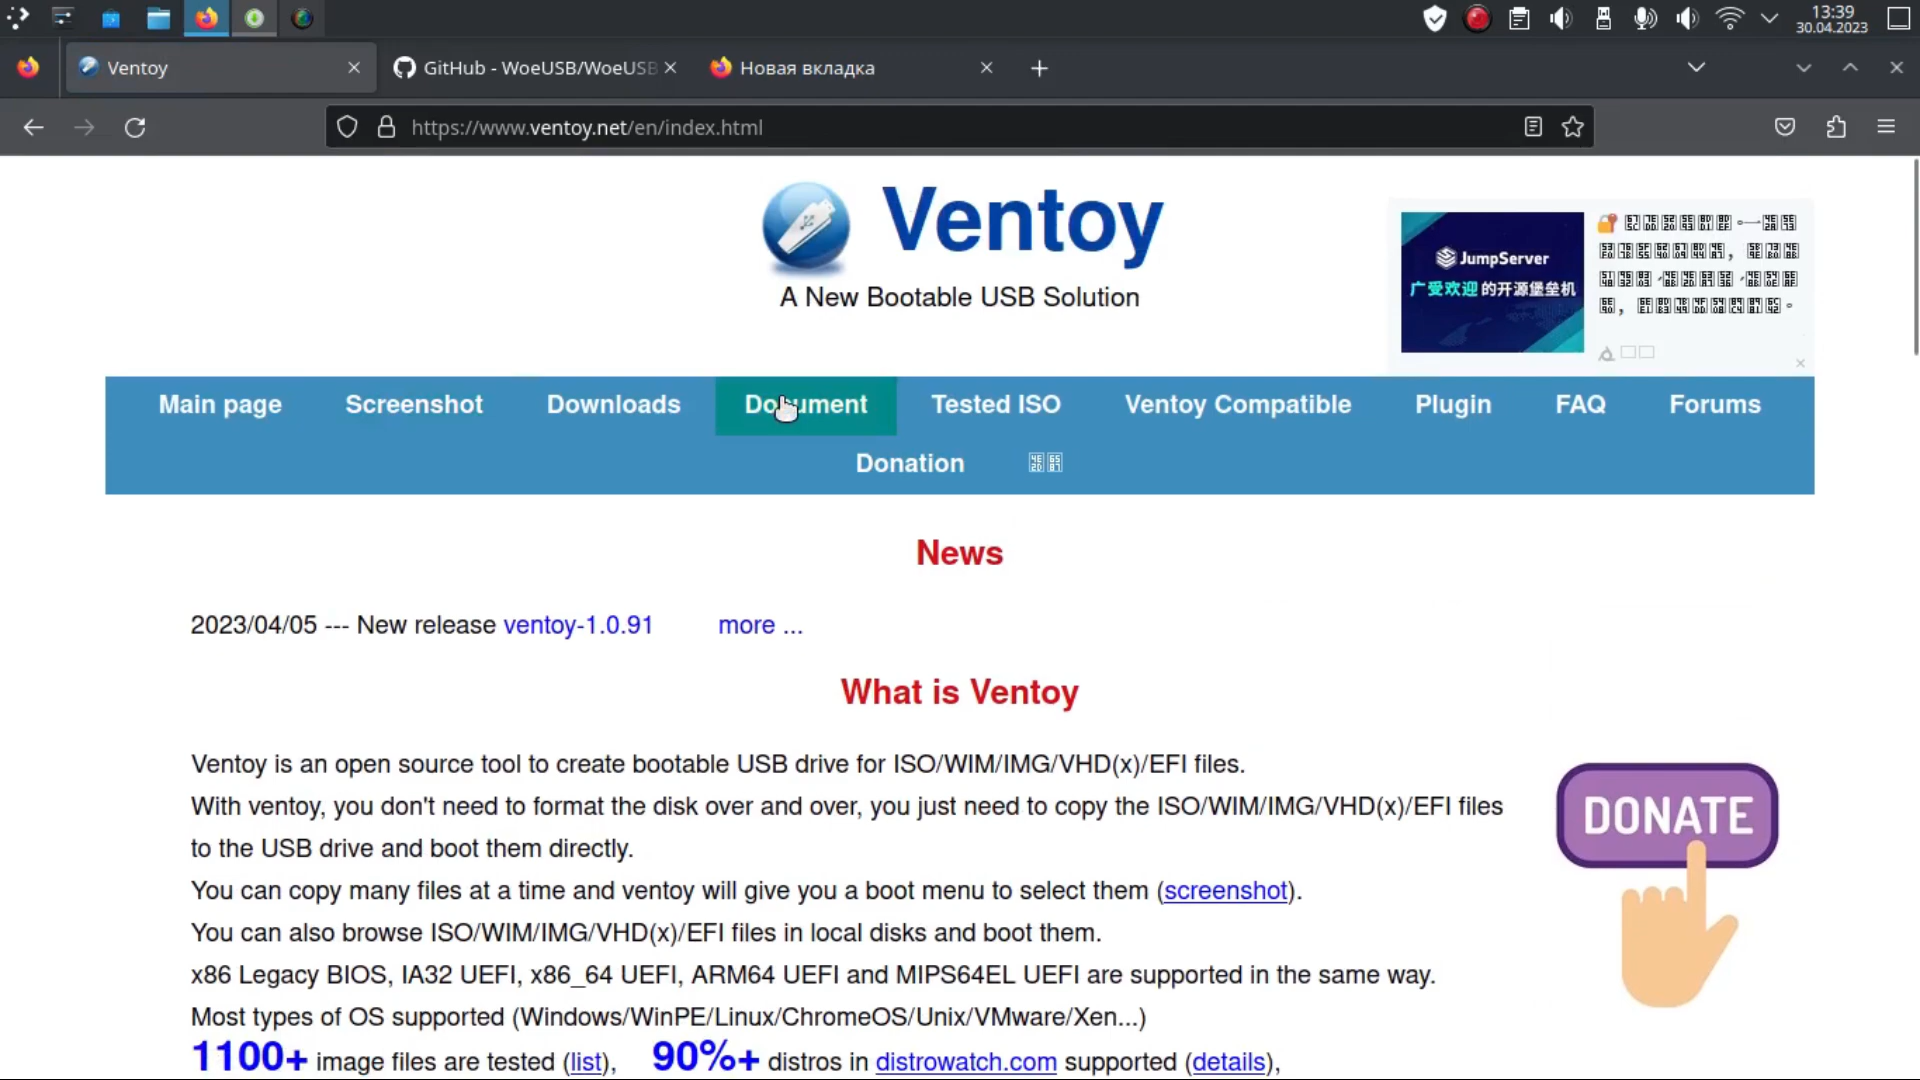 13:39
30.04.2023
Ventoy
GitHub - WoeUSB/WoeUSB
Новая вкладка
https://www.ventoy.net/en/index.html
Ventoy
A New Bootable USB Solution
JumpServer
广受欢迎的开源堡垒机
Main page Screenshot Downloads Document Tested ISO Ventoy Compatible Plugin FAQ Forums
Donation
News
2023/04/05 --- New release ventoy-1.0.91 more ...
What is Ventoy
Ventoy is an open source tool to create bootable USB drive for ISO/WIM/IMG/VHD(x)/EFI files.
With ventoy, you don't need to format the disk over and over, you just need to copy the ISO/WIM/IMG/VHD(x)/EFI files
to the USB drive and boot them directly.
You can copy many files at a time and ventoy will give you a boot menu to select them (screenshot).
You can also browse ISO/WIM/IMG/VHD(x)/EFI files in local disks and boot them.
x86 Legacy BIOS, IA32 UEFI, x86_64 UEFI, ARM64 UEFI and MIPS64EL UEFI are supported in the same way.
Most types of OS supported (Windows/WinPE/Linux/ChromeOS/Unix/VMware/Xen...)
1100+ image files are tested (list), 90%+ distros in distrowatch.com supported (details),
DONATE